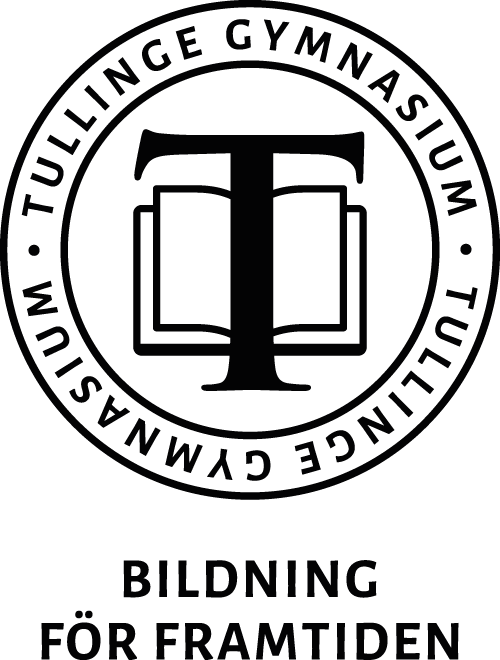 TULLINGE GYMNASIUM
T
TULLINGE GYMNASIUM
BILDNING
FÖR FRAMTIDEN